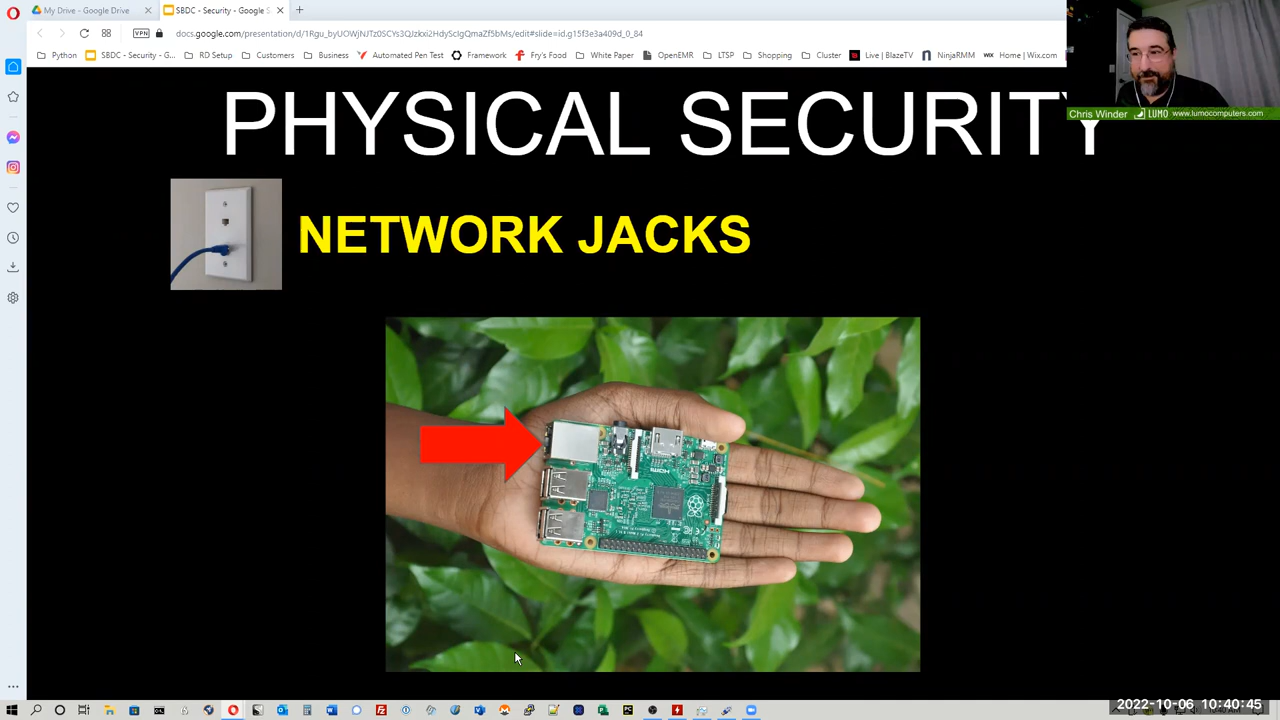 My Drive - Google Drive
SBDC - Security - Google S
VPN
docs.google.com/presentation/d/1Rgu_byUOWjNJTz0SCYs3QJzkxi2HdyScIgQmaZf5bMs/edit#slide=id.g15f3e3a409d_0_84
Python
SBDC - Security - G...
RD Setup
Customers
Business
Automated Pen Test
Framework
Fry's Food
White Paper
OpenEMR
LTSP
Shopping
Cluster
Live | BlazeTV
NinjaRMM
WIX
Home | Wix.com
Chris Winder
LUMO
www.lumocomputers.com
PHYSICAL SECURITY
NETWORK JACKS
HDMI
2022-10-06 10:40:45